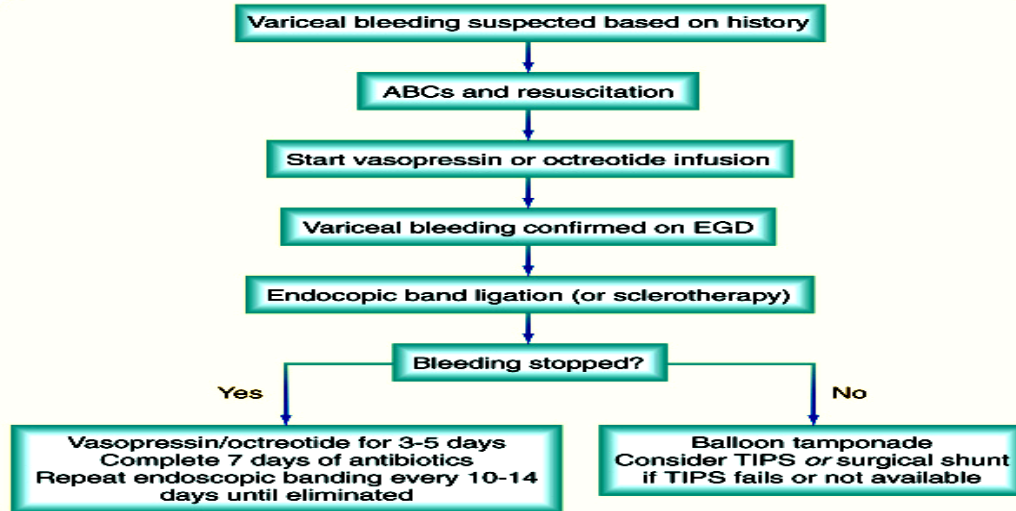 Variceal bleeding suspected based on history
ABCs and resuscitation
Start vasopressin or octreotide infusion
Variceal bleeding confirmed on EGD
Endocopic band ligation (or sclerotherapy)
Bleeding stopped?
Yes
No
Vasopressin/octreotide for 3-5 days
Complete 7 days of antibiotics
Repeat endoscopic banding every 10-14
days until eliminated
Balloon tamponade
Consider TIPS or surgical shunt
if TIPS fails or not available